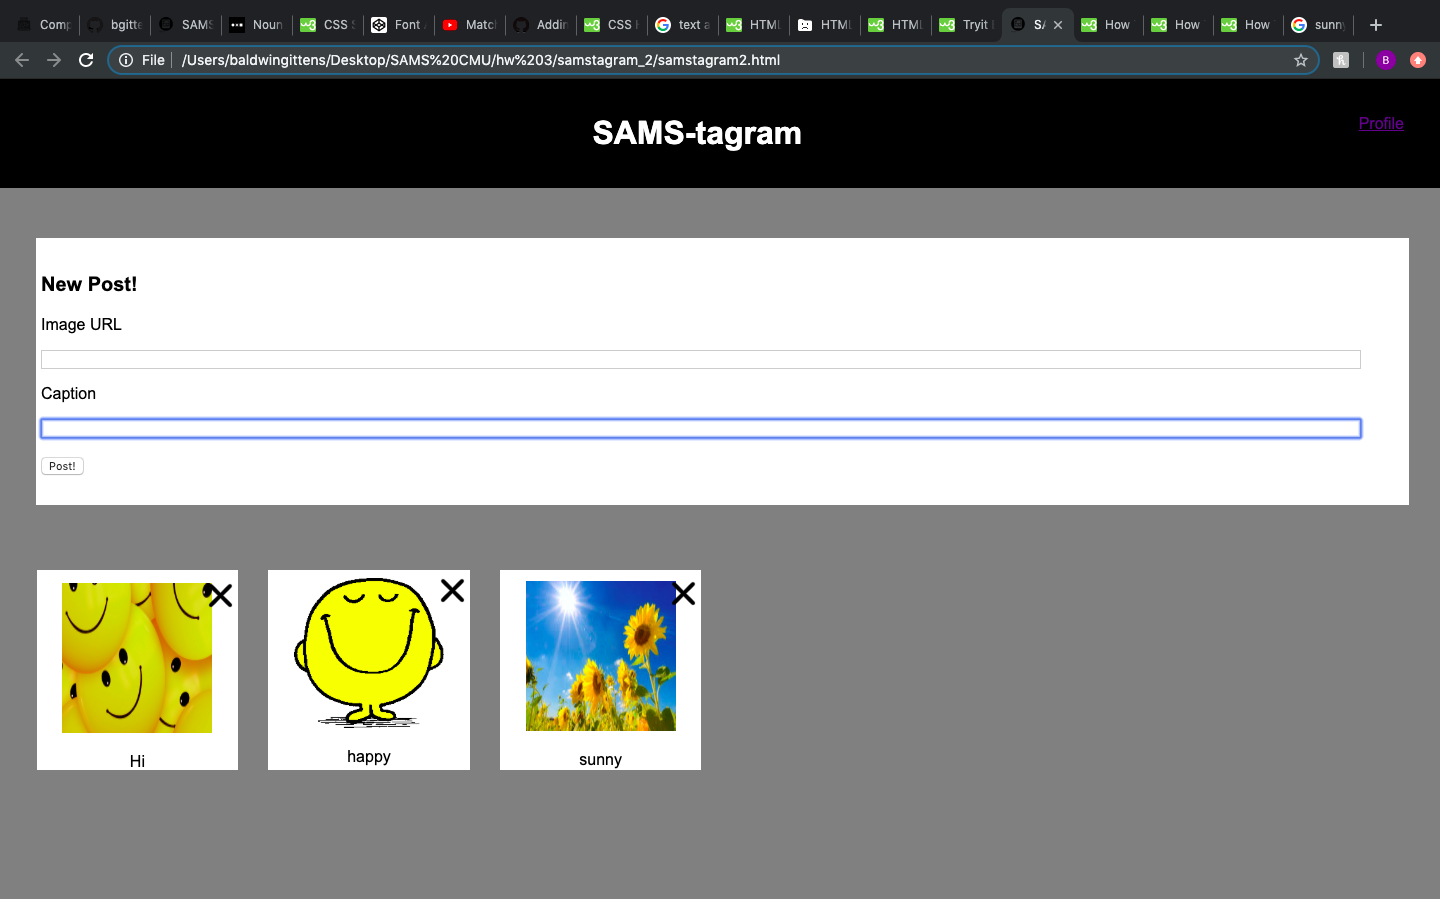 Comp
bgitte
SAMS
Noun
CSS S
Font A
Match
Addin
CSS H
text a
HTML
HTML
HTML
Tryit
SA
How
How
How
sunny
File /Users/baldwingittens/Desktop/SAMS%20CMU/hw%203/samstagram_2/samstagram2.html
B
SAMS-tagram
Profile
New Post!
Image URL
Caption
Post!
Hi
happy
sunny